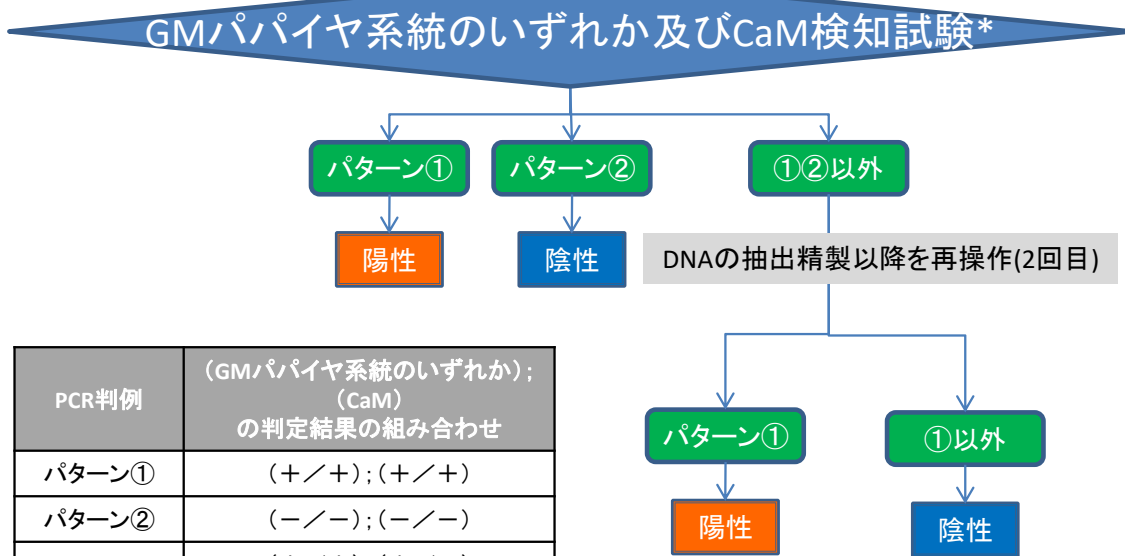 GMパパイヤ系統のいずれか及びCaM検知試験*
パターン①
パターン②
①②以外
陽性
陰性
DNAの抽出精製以降を再操作(2回目)
PCR判例
(GMパパイヤ系統のいずれか);
(CaM)
の判定結果の組み合わせ
パターン①
(+/+);(+/+)
パターン②
(-/-);(-/-)
パターン①
①以外
陽性
陰性